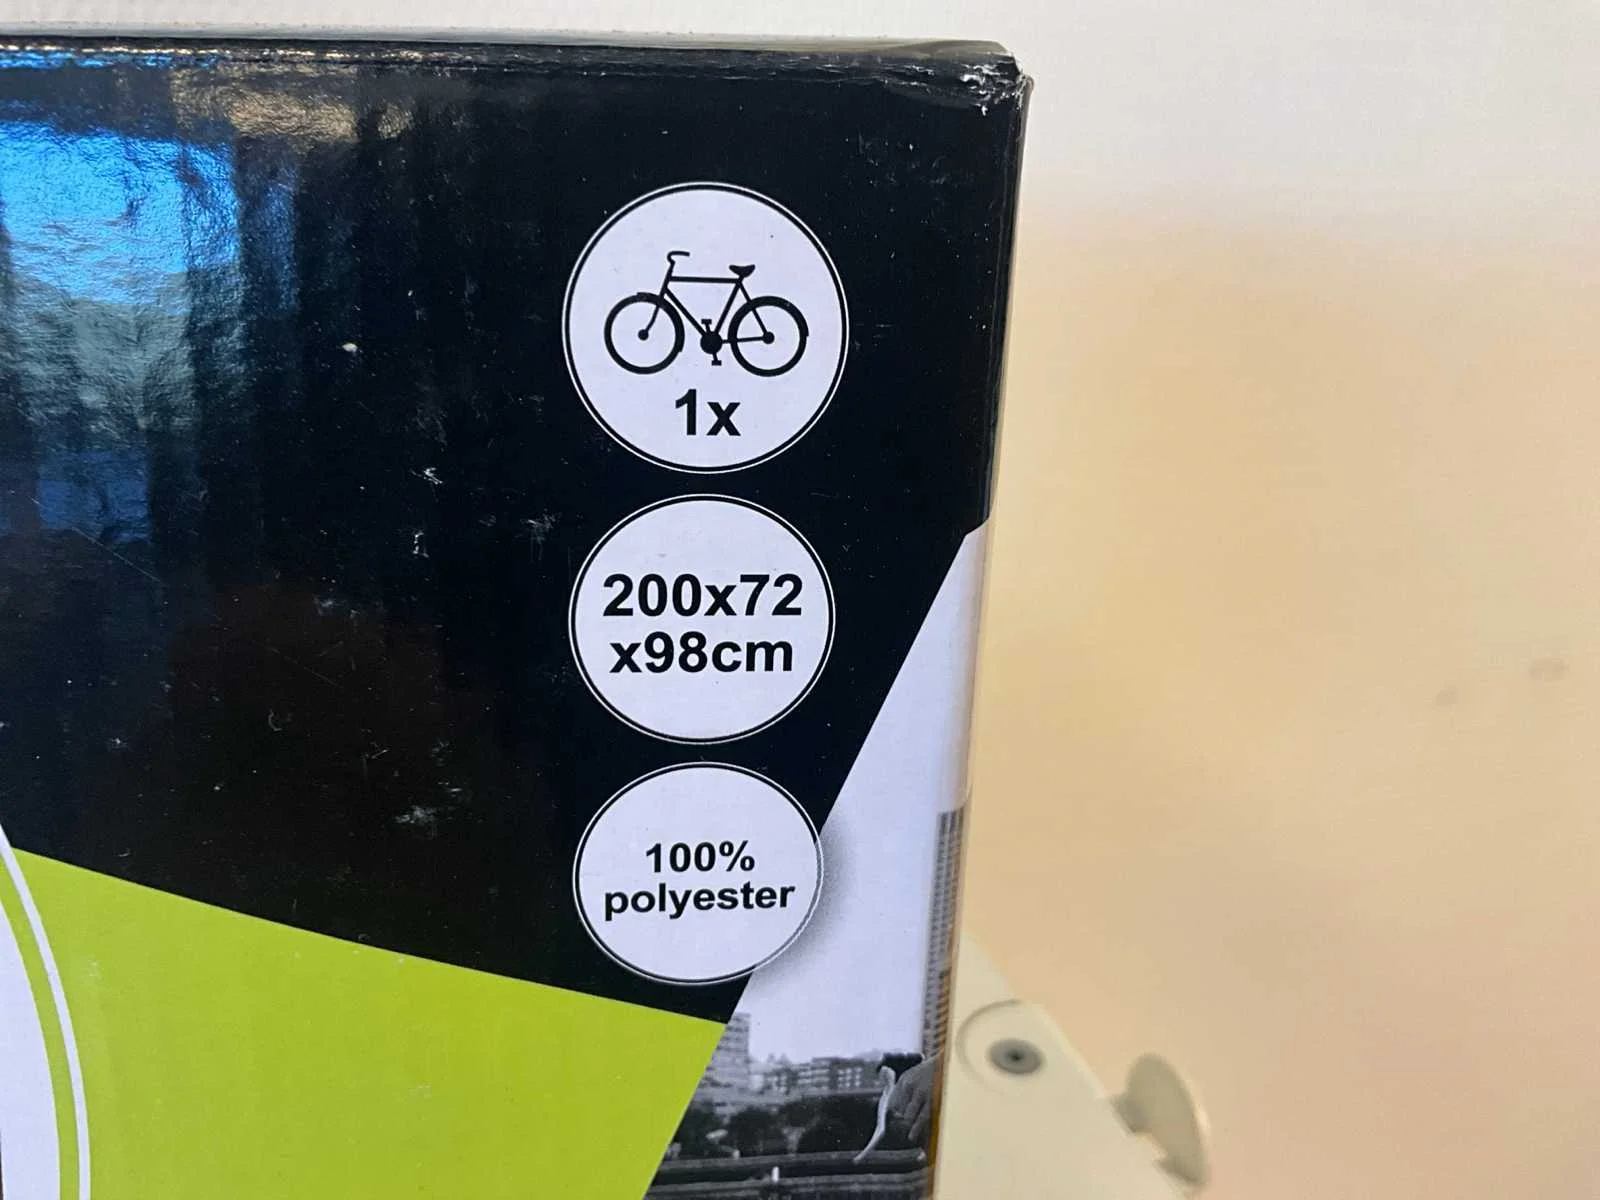 1x
200x72
x98cm
100%
polyester